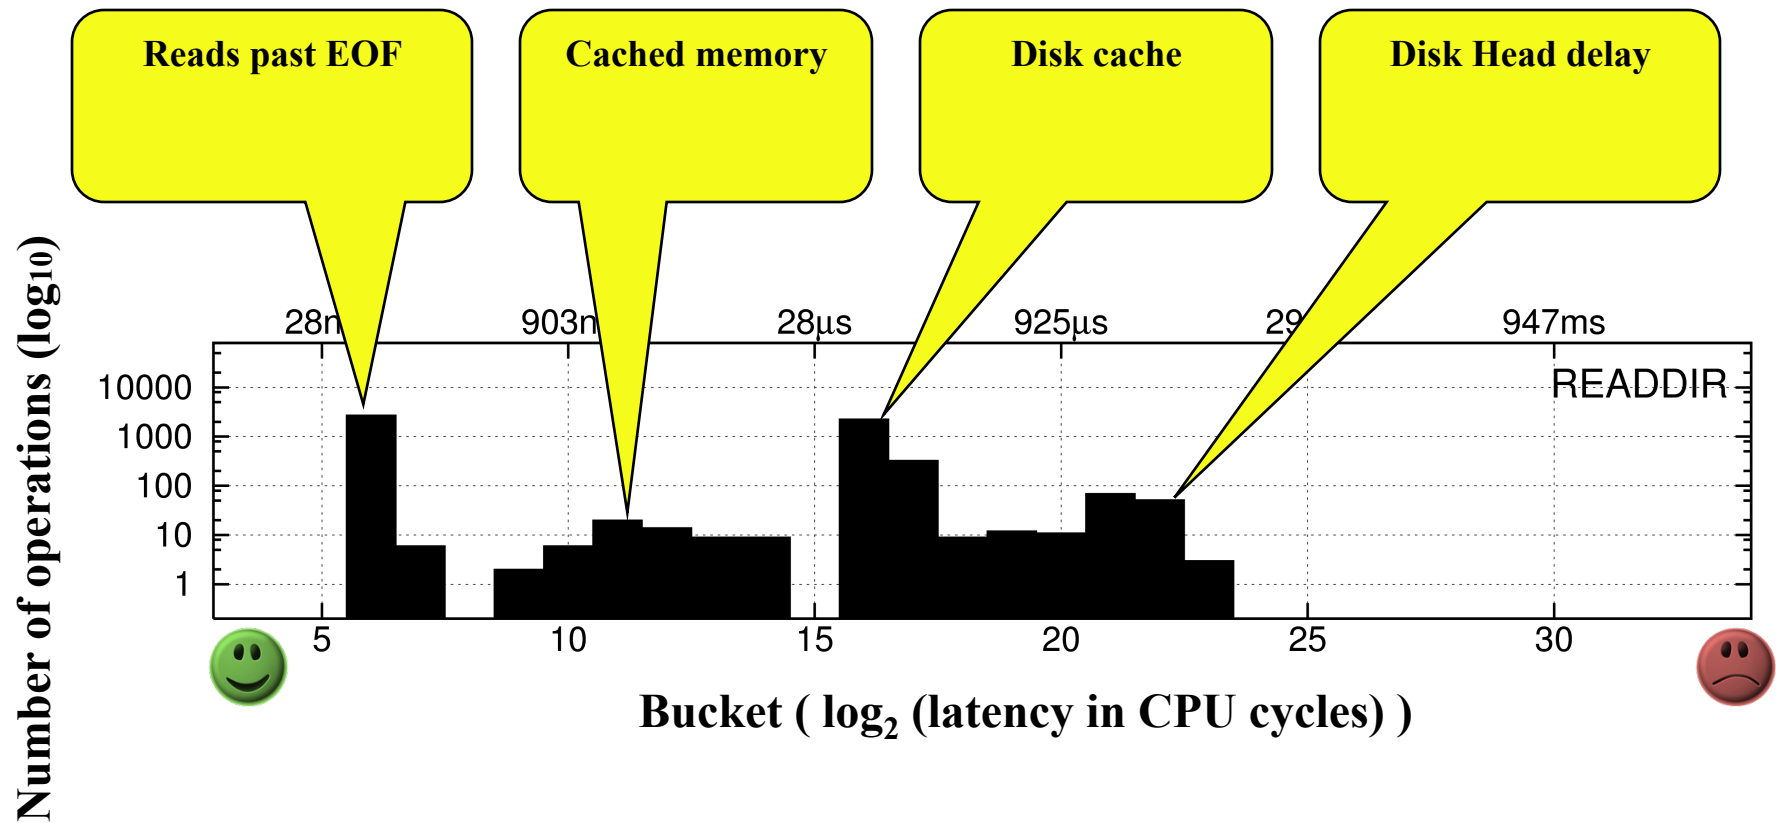 Reads past EOF
Cached memory
Disk cache
Disk Head delay
Number of operations (log10)
28n 903n 28µs 925µs 29 947ms
READDIR
10000
1000
100
10
1
5 10 15 20 25 30
Bucket ( log2 (latency in CPU cycles) )